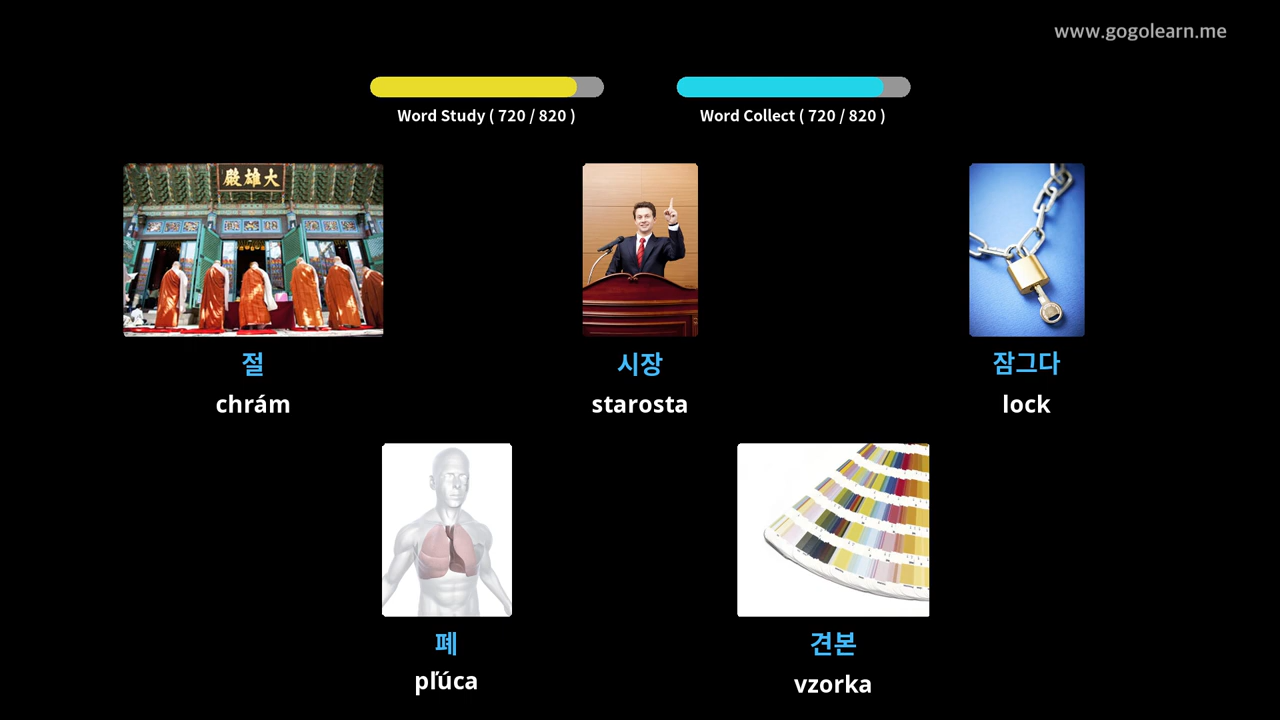 www.gogolearn.me
Word Study ( 720 / 820 )
Word Collect ( 720 / 820 )
殿雄大
절
chrám
시장
starosta
잠그다
lock
폐
pľúca
견본
vzorka